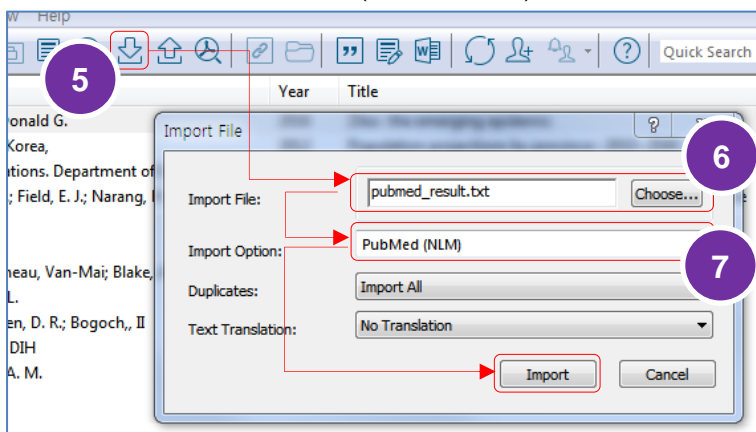 Help
5
Quick Search
Year Title
onald G.
Korea,
tions. Department of
; Field, E. J.; Narang,
neau, Van-Mai; Blake,
L.
en, D. R.; Bogoch,, II
DIH
A. M.
Import File
6
Import File: pubmed_result.txt Choose...
Import Option: PubMed (NLM)
7
Duplicates: Import All
Text Translation: No Translation
Import Cancel